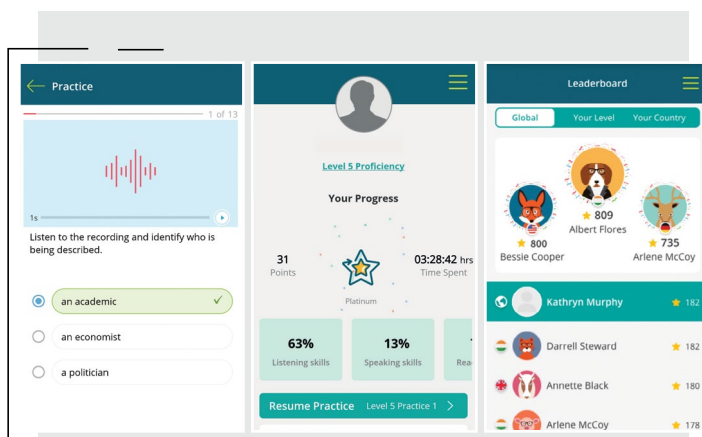 Practice
1 of 13
1s
Listen to the recording and identify who is
being described.
an academic
an economist
a politician
Level 5 Proficiency
Your Progress
31
Points
03:28:42 hrs
Time Spent
Platinum
63%
Listening skills
13%
Speaking skills
Rea
Resume Practice Level 5 Practice 1
Leaderboard
Global Your Level Your Country
809
Albert Flores
800
Bessie Cooper
735
Arlene McCoy
Kathryn Murphy 182
Darrell Steward 182
Annette Black 180
Arlene McCoy 178